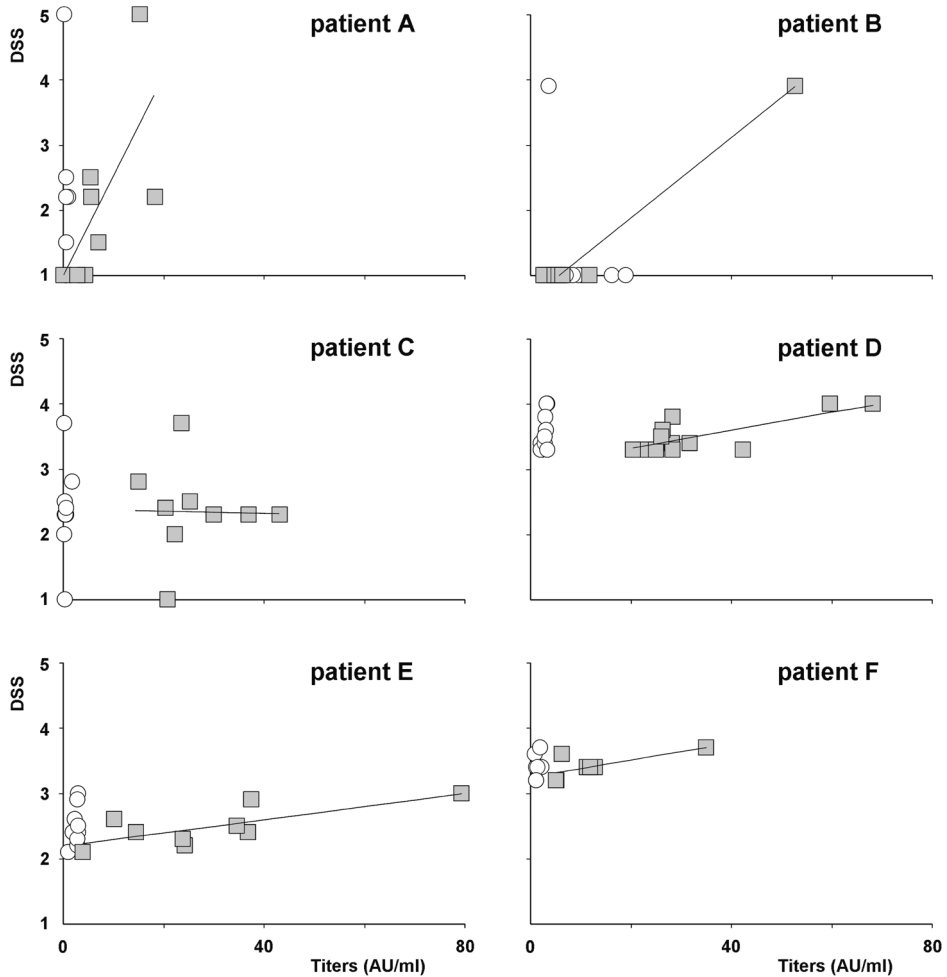 patient A
patient B
DSS
5
4
3
2
1
patient C
patient D
DSS
5
4
3
2
1
patient E
patient F
DSS
5
4
3
2
1
0
40
80
0
40
80
Titers (AU/ml)
Titers (AU/ml)